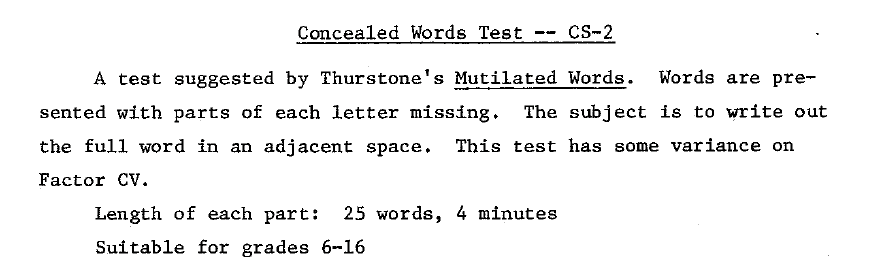 Concealed Words Test -- CS-2
A test suggested by Thurstone's Mutilated Words. Words are pre-
sented with parts of each letter missing. The subject is to write out
the full word in an adjacent space. This test has some variance on
Factor CV.
Length of each part: 25 words, 4 minutes
Suitable for grades 6-16